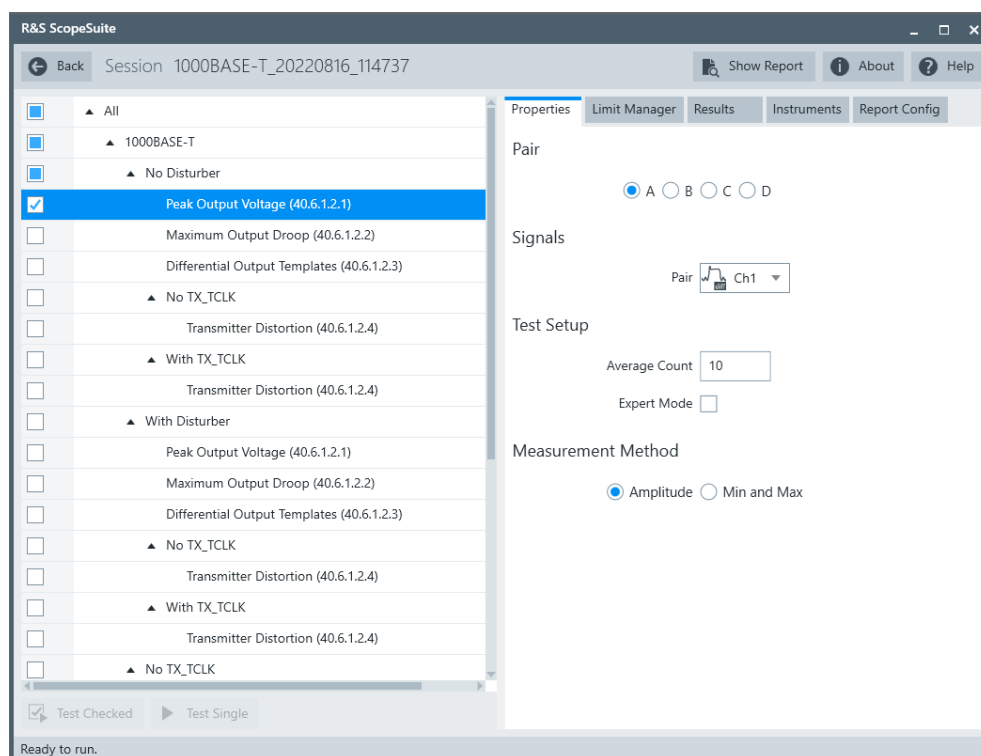 R&S ScopeSuite
Back Session 1000BASE-T_20220816_114737 Show Report About Help
All
1000BASE-T
No Disturber
Peak Output Voltage (40.6.1.2.1)
Maximum Output Droop (40.6.1.2.2)
Differential Output Templates (40.6.1.2.3)
No TX_TCLK
Transmitter Distortion (40.6.1.2.4)
With TX_TCLK
Transmitter Distortion (40.6.1.2.4)
With Disturber
Peak Output Voltage (40.6.1.2.1)
Maximum Output Droop (40.6.1.2.2)
Differential Output Templates (40.6.1.2.3)
No TX_TCLK
Transmitter Distortion (40.6.1.2.4)
With TX_TCLK
Transmitter Distortion (40.6.1.2.4)
No TX_TCLK
Test Checked Test Single
Properties Limit Manager Results Instruments Report Config
Pair
A B C D
Signals
Pair diff Ch1
Test Setup
Average Count 10
Expert Mode
Measurement Method
Amplitude Min and Max
Ready to run.